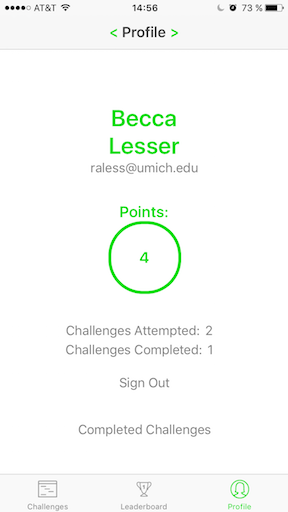 AT&T 14:56 73 %
< Profile >
Becca
Lesser
raless@umich.edu
Points:
4
Challenges Attempted: 2
Challenges Completed: 1
Sign Out
Completed Challenges
1
Challenges Leaderboard Profile